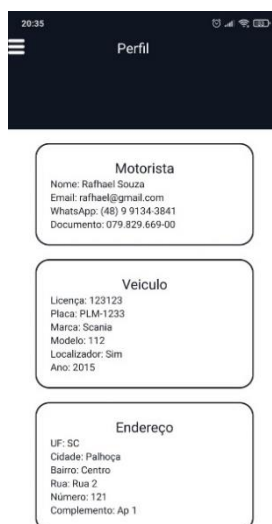 20:35
Perfil
Motorista
Nome: Rafhael Souza
Email: rafhael@gmail.com
WhatsApp: (48) 9 9134-3841
Documento: 079.829.669-00
Veiculo
Licença: 123123
Placa: PLM-1233
Marca: Scania
Modelo: 112
Localizador: Sim
Ano: 2015
Endereço
UF: SC
Cidade: Palhoça
Bairro: Centro
Rua: Rua 2
Número: 121
Complemento: Ap 1